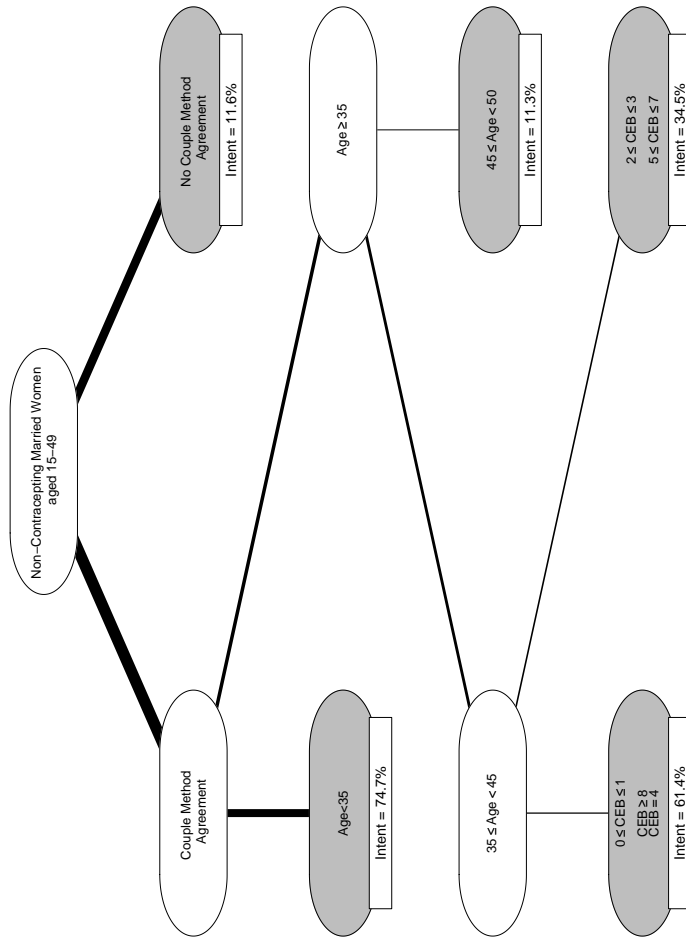 Non−Contracepting Married Women
aged 15−49
Couple Method
Agreement
No Couple Method
Agreement
Intent = 11.6%
Age<35
Intent = 74.7%
Age ≥ 35
35 ≤ Age < 45
45 ≤ Age < 50
Intent = 11.3%
0 ≤ CEB ≤ 1
CEB ≥ 8
CEB = 4
Intent = 61.4%
2 ≤ CEB ≤ 3
5 ≤ CEB ≤ 7
Intent = 34.5%